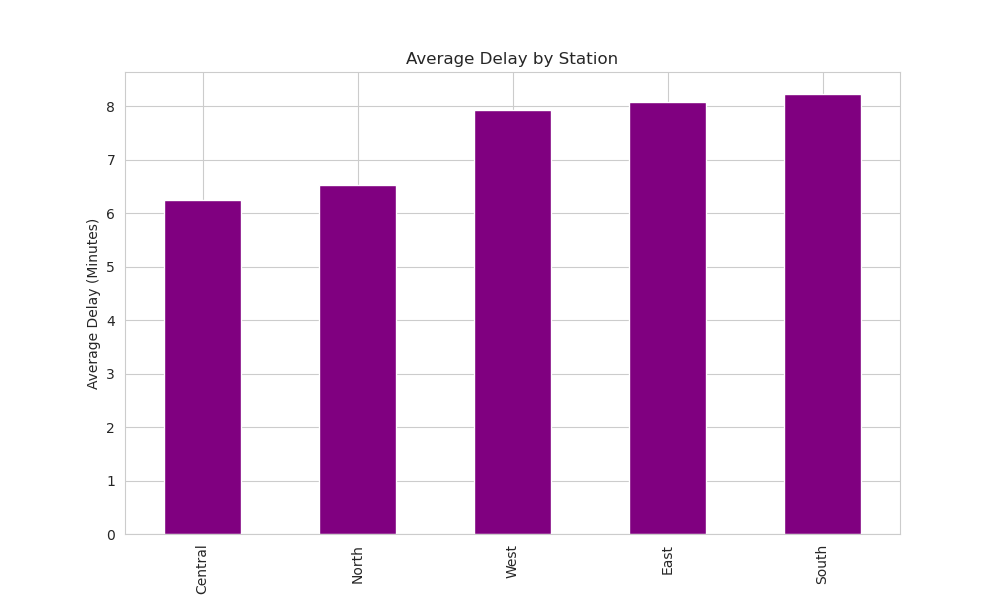 Average Delay by Station
Average Delay (Minutes)
8
7
6
5
4
3
2
1
0
Central
North
West
East
South